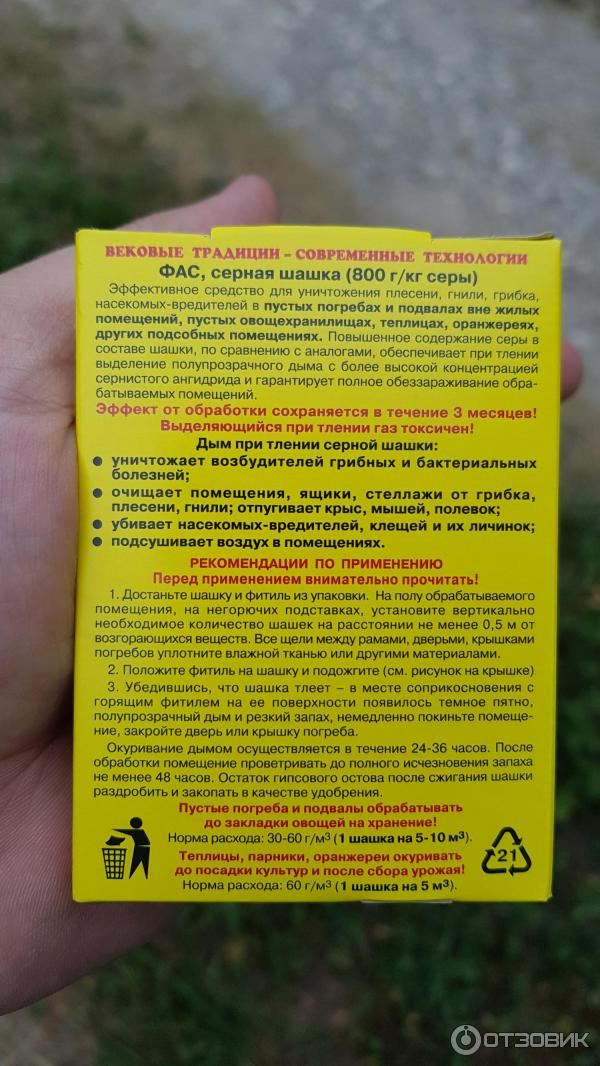 ВЕКОВЫЕ ТРАДИЦИИ – СОВРЕМЕННЫЕ ТЕХНОЛОГИИ
ФАС, серная шашка (800 г/кг серы)
Эффективное средство для уничтожения плесени, гнили, грибка,
насекомых-вредителей в пустых погребах и подвалах вне жилых
помещений, пустых овощехранилищах, теплицах, оранжереях,
других подсобных помещениях. Повышенное содержание серы в
составе шашки, по сравнению с аналогами, обеспечивает при тлении
выделение полупрозрачного дыма с более высокой концентрацией
сернистого ангидрида и гарантирует полное обеззараживание обра-
батываемых помещений.
Эффект от обработки сохраняется в течение 3 месяцев!
Выделяющийся при тлении газ токсичен!
Дым при тлении серной шашки:
● уничтожает возбудителей грибных и бактериальных
болезней;
● очищает помещения, ящики, стеллажи от грибка,
плесени, гнили; отпугивает крыс, мышей, полевок;
● убивает насекомых-вредителей, клещей и их личинок;
● подсушивает воздух в помещениях.
РЕКОМЕНДАЦИИ ПО ПРИМЕНЕНИЮ
Перед применением внимательно прочитать!
1. Достаньте шашку и фитиль из упаковки. На полу обрабатываемого
помещения, на негорючих подставках, установите вертикально
необходимое количество шашек на расстоянии не менее 0,5 м от
возгорающихся веществ. Все щели между рамами, дверьми, крышками
погребов уплотните влажной тканью или другими материалами.
2. Положите фитиль на шашку и подожгите (см. рисунок на крышке)
3. Убедившись, что шашка тлеет – в месте соприкосновения с
горящим фитилем на ее поверхности появилось темное пятно,
полупрозрачный дым и резкий запах, немедленно покиньте помеще-
ние, закройте дверь или крышку погреба.
Окуривание дымом осуществляется в течение 24-36 часов. После
обработки помещение проветривать до полного исчезновения запаха
не менее 48 часов. Остаток гипсового остова после сжигания шашки
раздробить и закопать в качестве удобрения.
Пустые погреба и подвалы обрабатывать
до закладки овощей на хранение!
Норма расхода: 30-60 г/м³ (1 шашка на 5-10 м³).
Теплицы, парники, оранжереи окуривать
до посадки культур и после сбора урожая!
Норма расхода: 60 г/м³ (1 шашка на 5 м³).
21
ОТЗОВИК